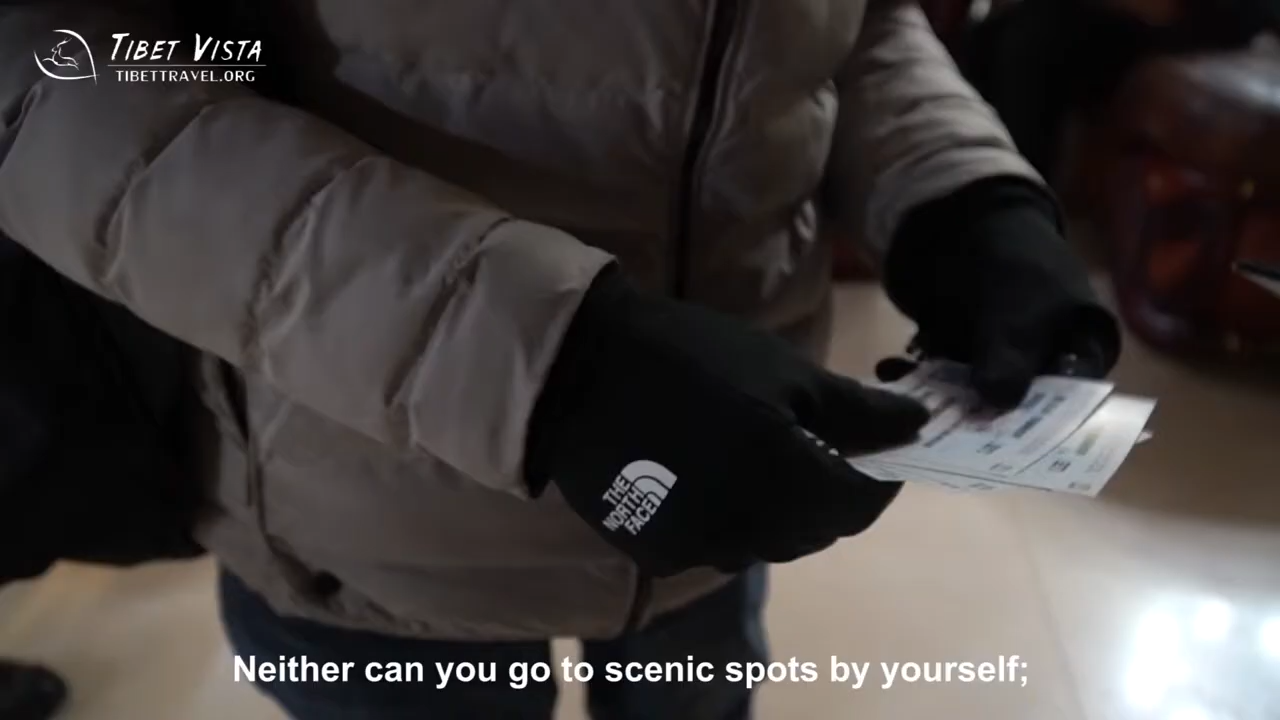 TIBET VISTA
TIBETTRAVEL.ORG
THE
NORTH
FACE
Neither can you go to scenic spots by yourself;